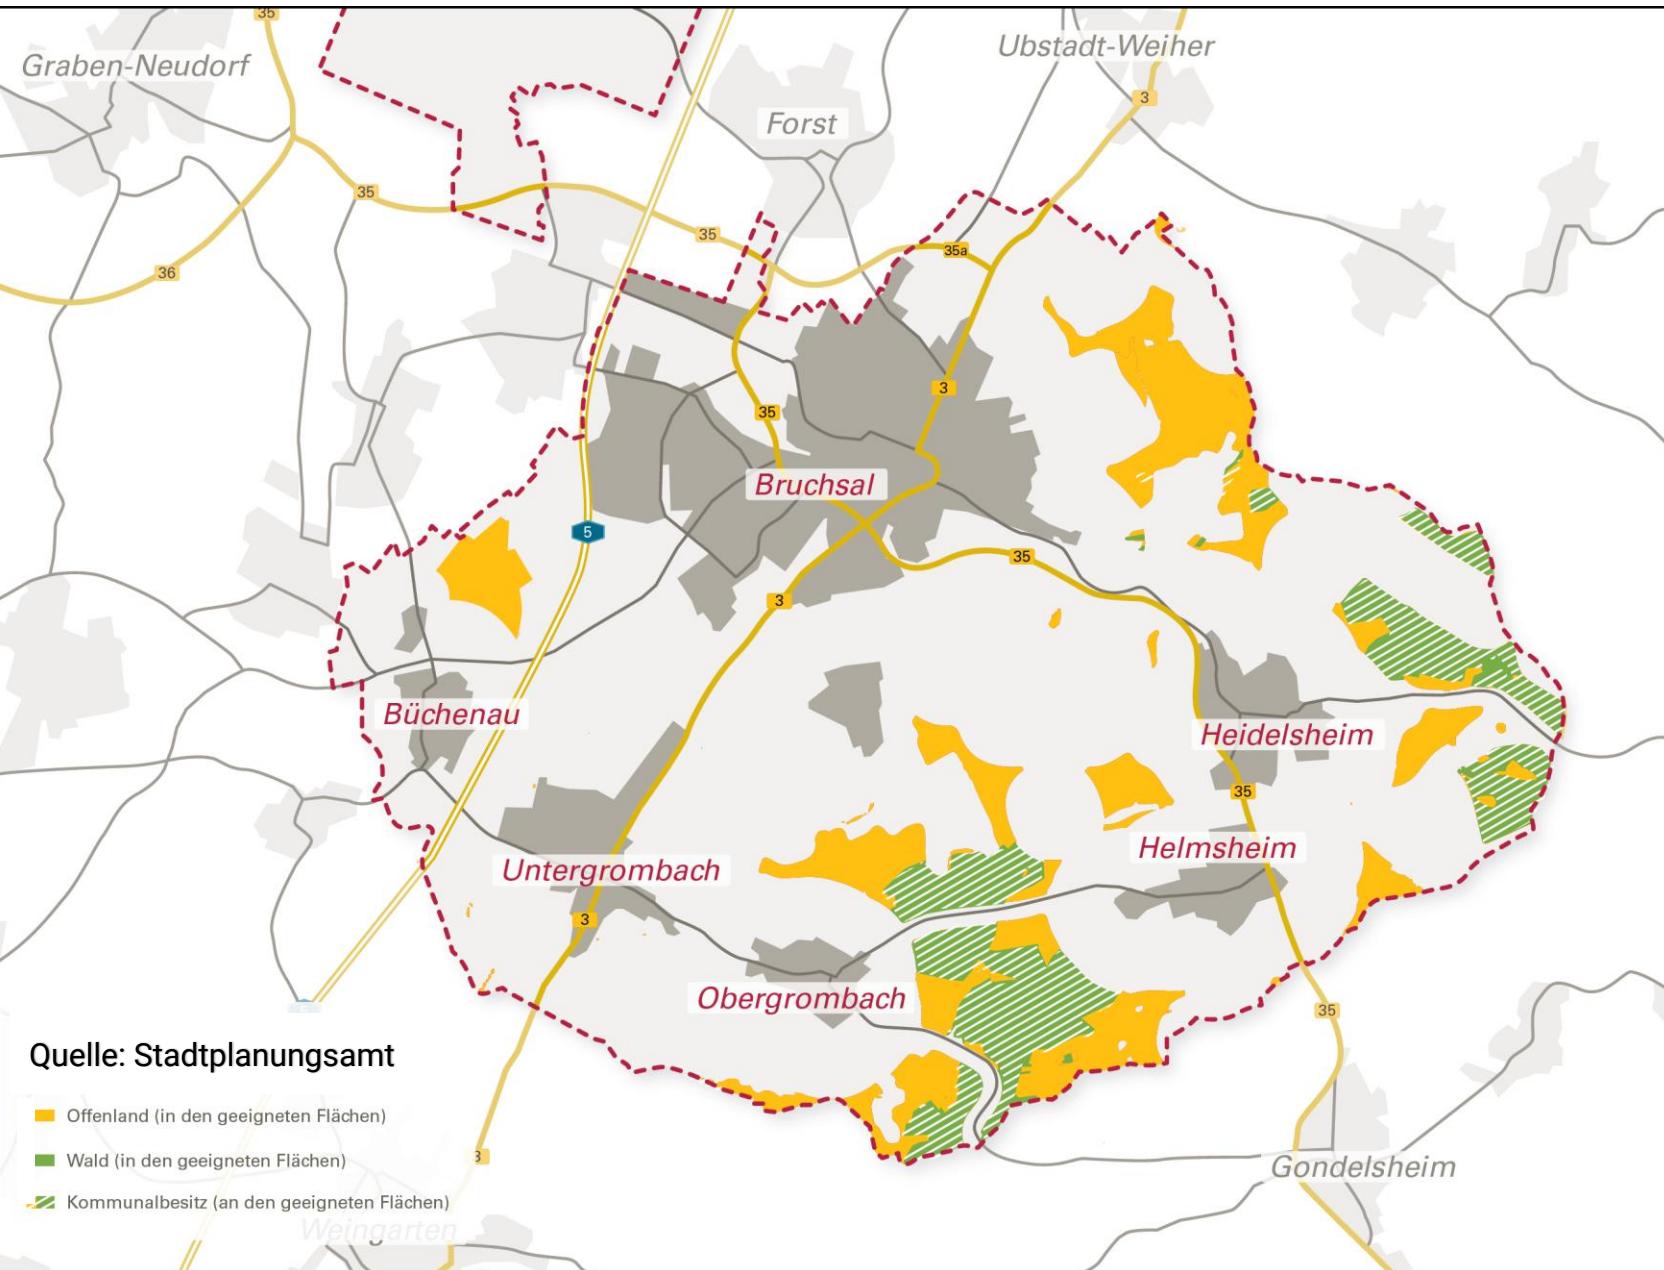 35
Graben-Neudorf
Ubstadt-Weiher
3
Forst
35
35
35a
36
3
35
Bruchsal
5
35
3
Büchenau
Heidelsheim
35
Helmsheim
Untergrombach
3
Obergrombach
35
Quelle: Stadtplanungsamt
Offenland (in den geeigneten Flächen)
3
Wald (in den geeigneten Flächen)
Gondelsheim
Kommunalbesitz (an den geeigneten Flächen)
Weingarten